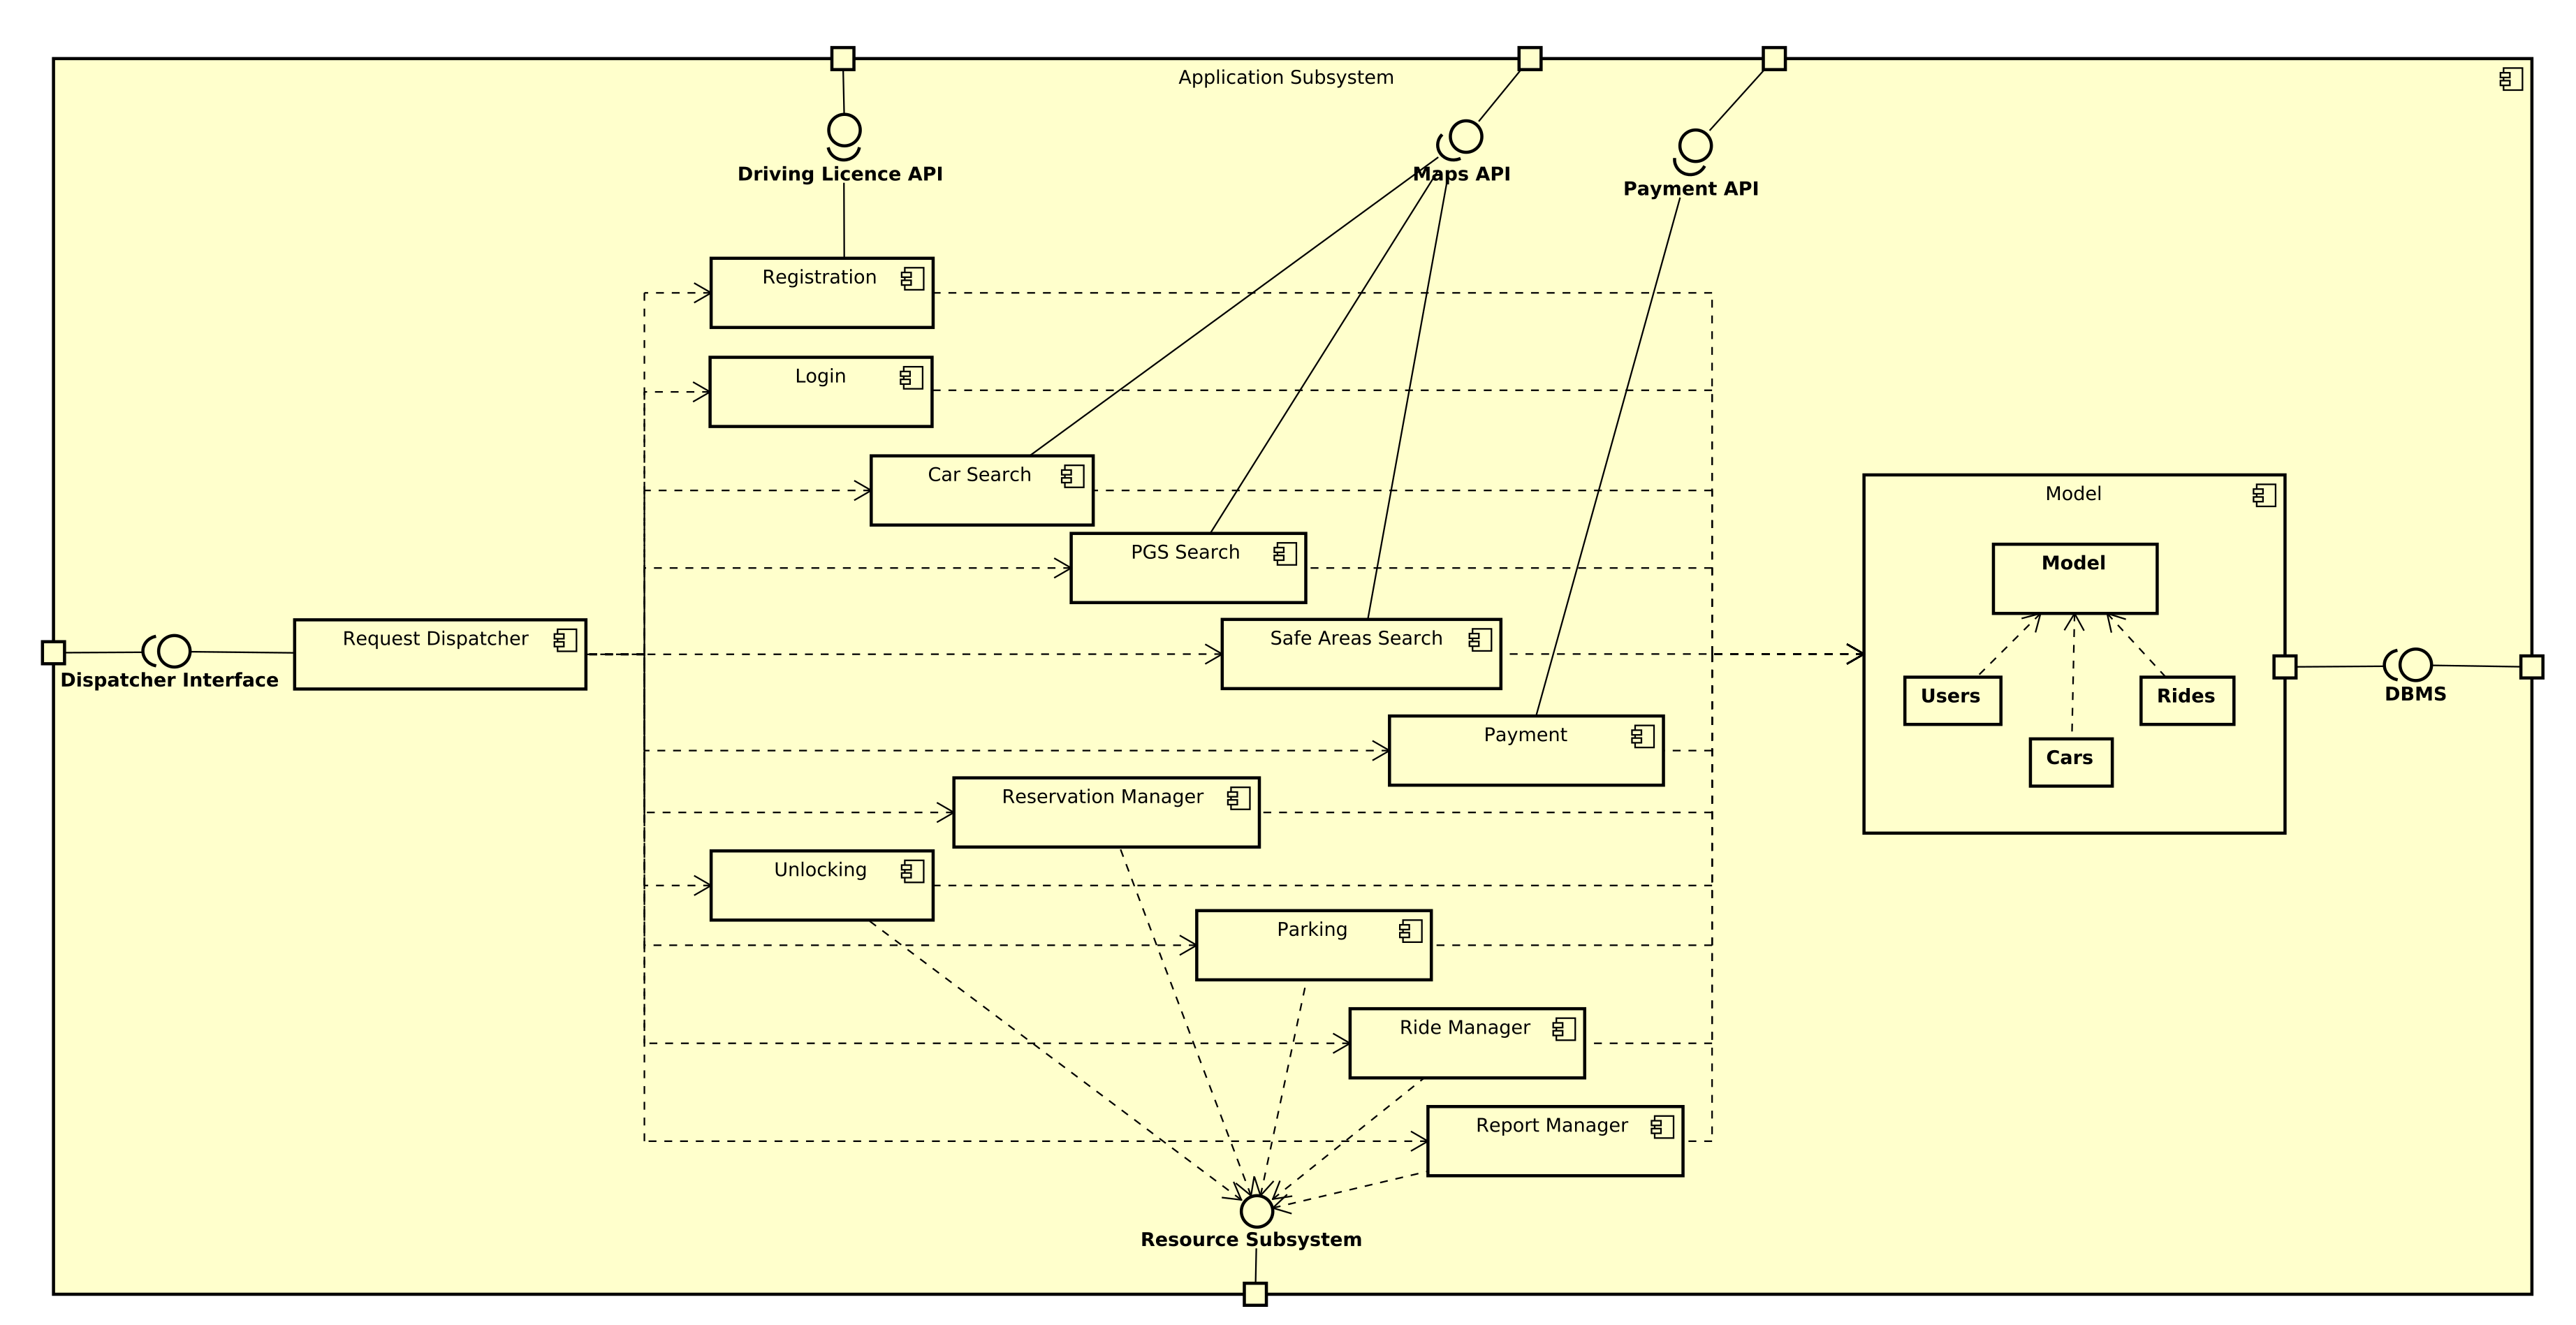 Application Subsystem
Driving Licence API
Maps API
Payment API
Registration
Login
Car Search
PGS Search
Safe Areas Search
Request Dispatcher
Dispatcher Interface
Payment
Reservation Manager
Unlocking
Parking
Ride Manager
Report Manager
Resource Subsystem
Model
Model
Users
Rides
Cars
DBMS